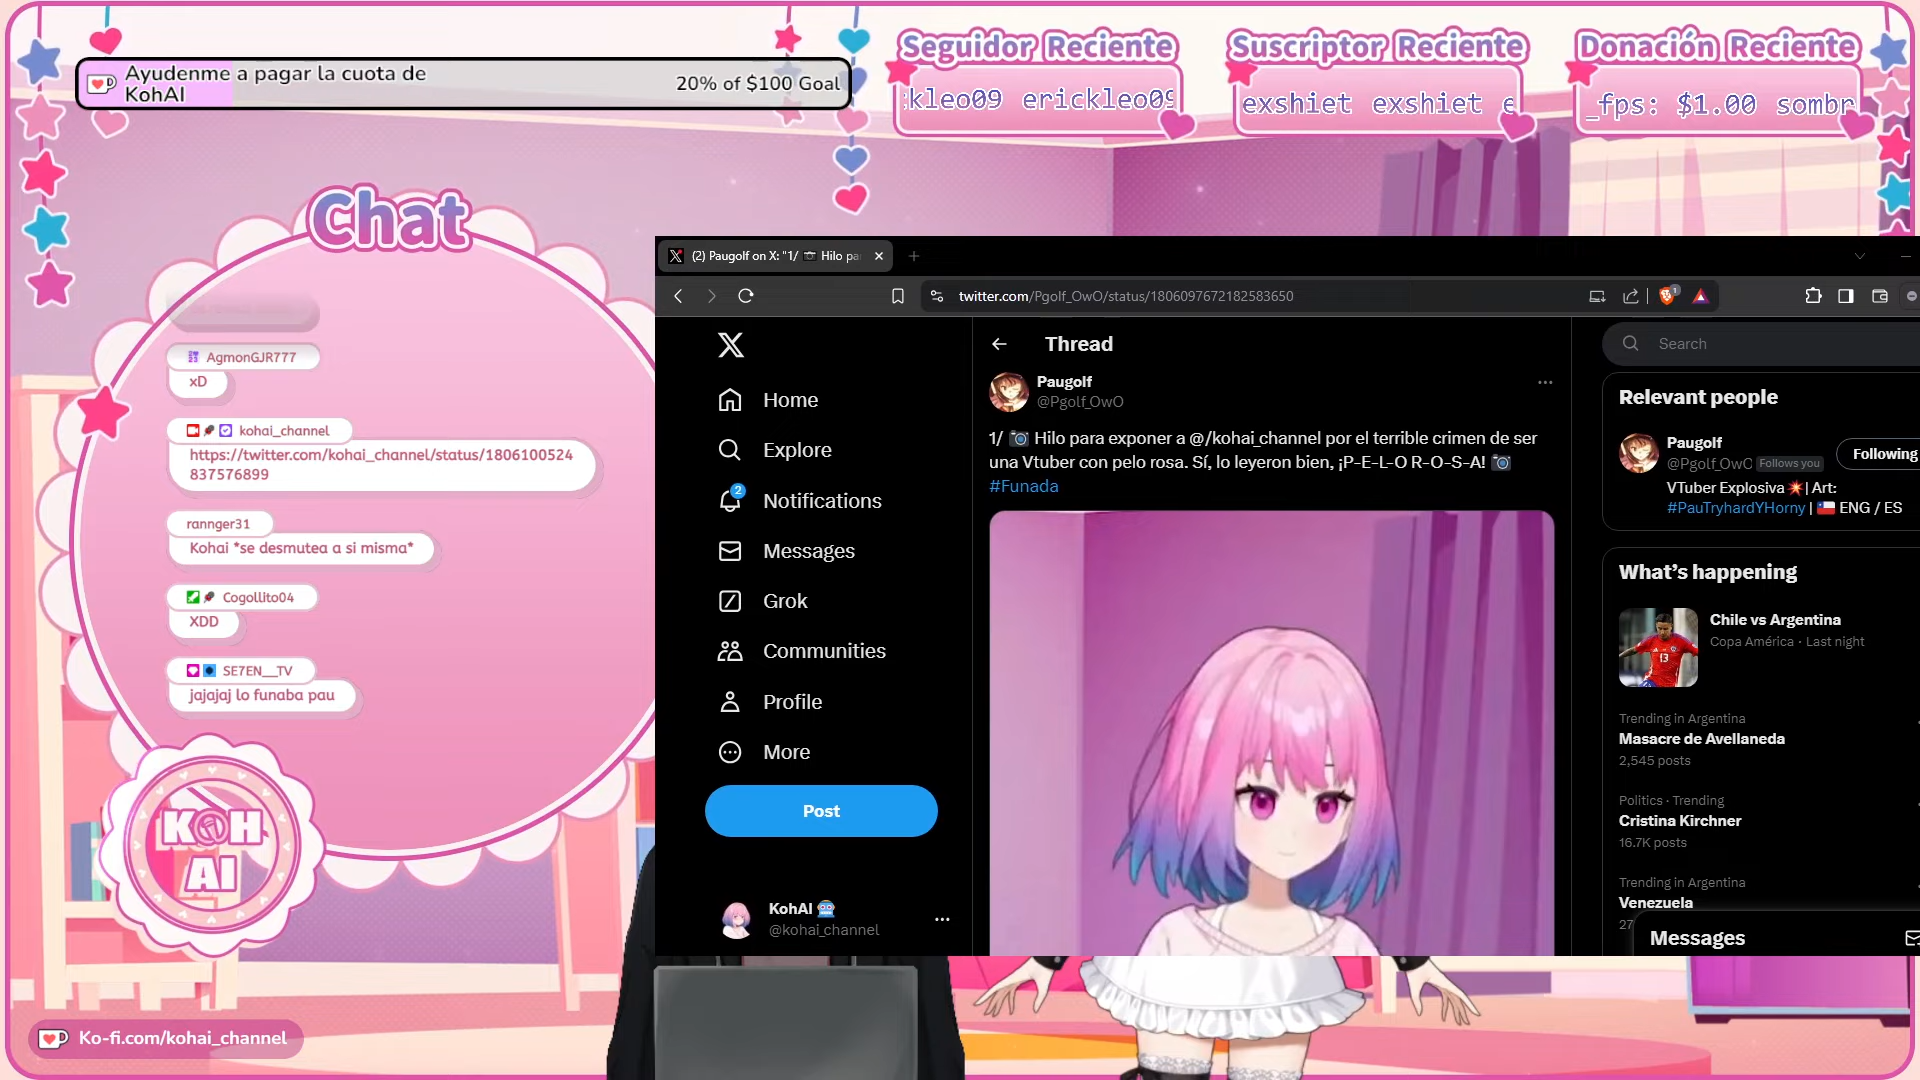 Ayudenme a pagar la cuota de
KohAI
20% of $100 Goal
Seguidor Reciente
kleo09 erickleo09
Suscriptor Reciente
exshiet exshiet
Donación Reciente
_fps: $1.00 sombr
Chat
AgmonGJR777
xD
kohai_channel
https://twitter.com/kohai_channel/status/1806100524
837576899
rannger31
Kohai *se desmutea a si misma*
Cogollito04
XDD
SE7EN__TV
jajajaj lo funaba pau
KOH
AI
Ko-fi.com/kohai_channel
(2) Paugolf on X: "1/ 📷 Hilo pa
twitter.com/Pgolf_OwO/status/1806097672182583650
Home
Explore
2
Notifications
Messages
Grok
Communities
Profile
More
Post
KohAI 🤖
@kohai_channel
Thread
Paugolf
@Pgolf_OwO
1/ 📷 Hilo para exponer a @/kohai_channel por el terrible crimen de ser
una Vtuber con pelo rosa. Sí, lo leyeron bien, ¡P-E-L-O R-O-S-A! 📷
#Funada
Search
Relevant people
Paugolf
@Pgolf_OwO Follows you
Following
VTuber Explosiva 💥| Art:
#PauTryhardYHorny | 🇨🇱 ENG / ES
What's happening
Chile vs Argentina
Copa América · Last night
Trending in Argentina
Masacre de Avellaneda
2,545 posts
Politics · Trending
Cristina Kirchner
16.7K posts
Trending in Argentina
Venezuela
27
Messages